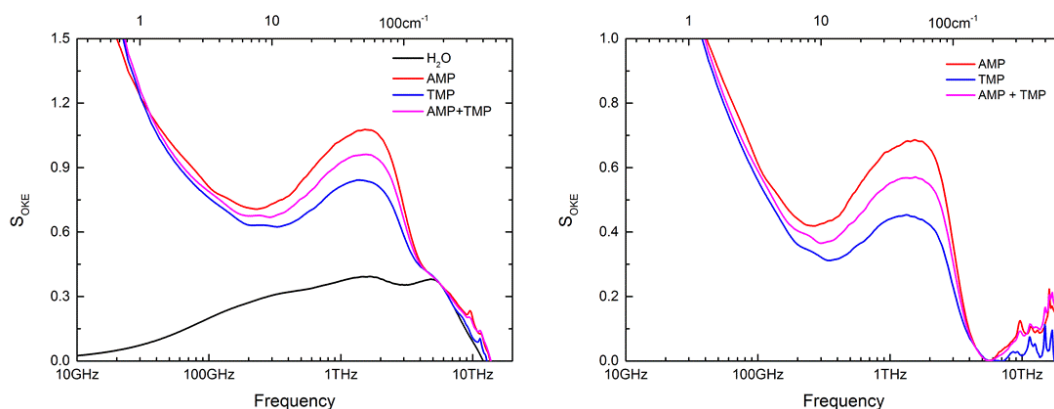 1 10 100cm⁻¹
1.5
1.2
0.9
0.6
0.3
0.0
S_OKE
H₂O
AMP
TMP
AMP+TMP
10GHz 100GHz 1THz 10THz
Frequency
1 10 100cm⁻¹
1.0
0.8
0.6
0.4
0.2
0.0
S_OKE
AMP
TMP
AMP + TMP
10GHz 100GHz 1THz 10THz
Frequency